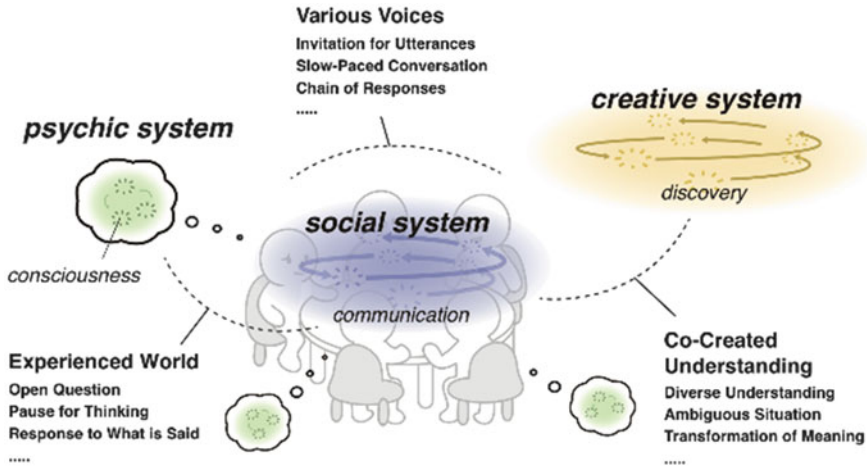 Various Voices
Invitation for Utterances
Slow-Paced Conversation
Chain of Responses
.....
creative system
discovery
psychic system
consciousness
social system
communication
Experienced World
Open Question
Pause for Thinking
Response to What is Said
.....
Co-Created
Understanding
Diverse Understanding
Ambiguous Situation
Transformation of Meaning
.....